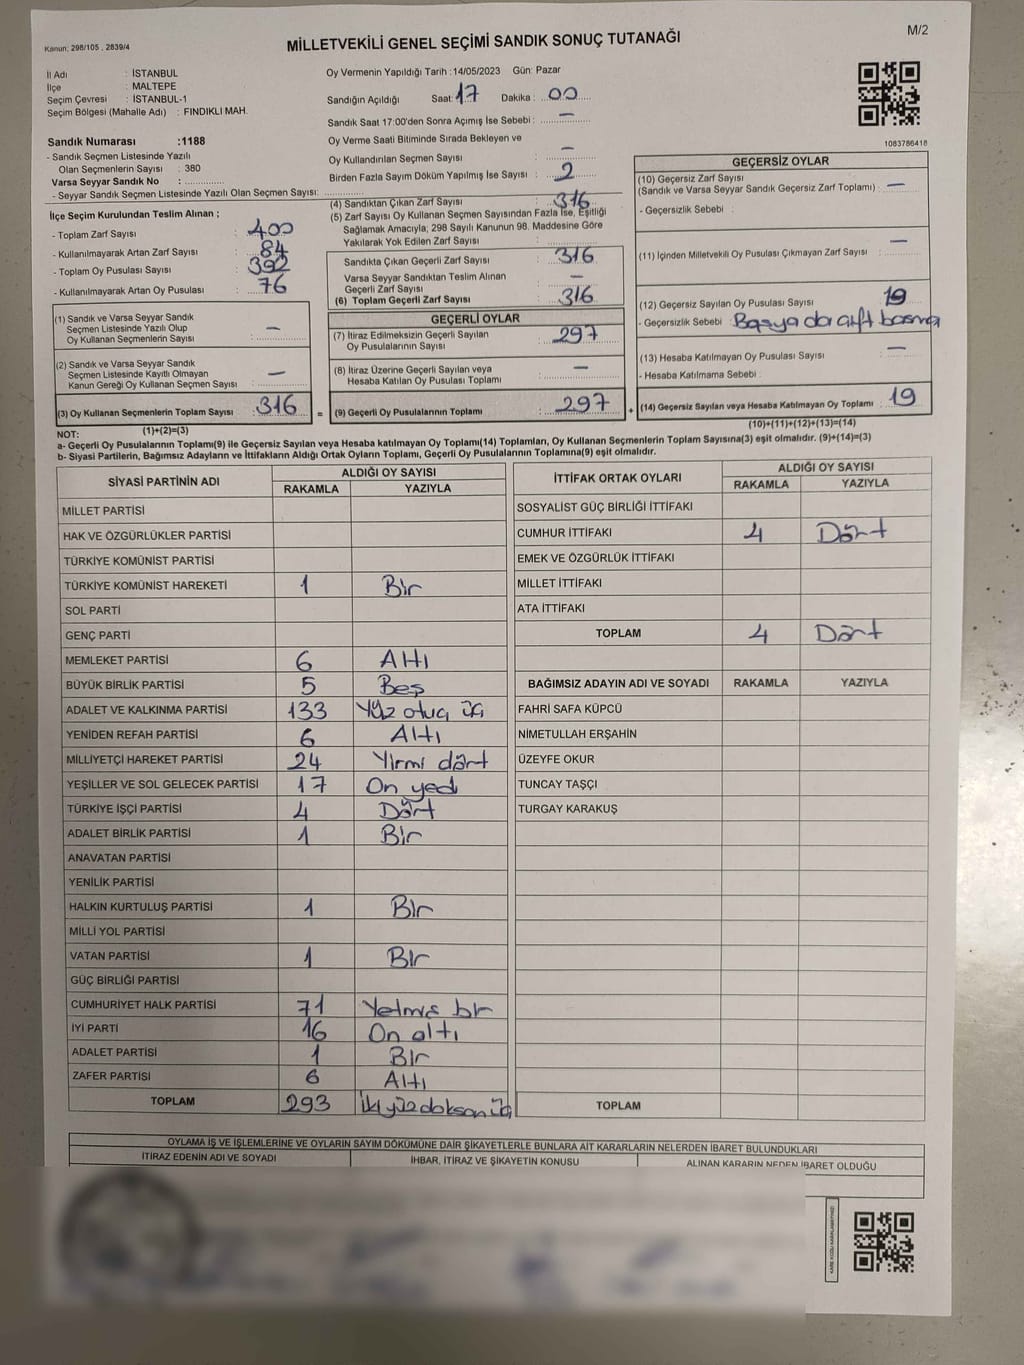 Kanun; 298/105 , 2839/4
MİLLETVEKİLİ GENEL SEÇİMİ SANDIK SONUÇ TUTANAĞI
M/2
İl Adı : İSTANBUL
İlçe : MALTEPE
Seçim Çevresi : İSTANBUL-1
Seçim Bölgesi (Mahalle Adı) : FINDIKLI MAH.
Sandık Numarası :1188
- Sandık Seçmen Listesinde Yazılı
Olan Seçmenlerin Sayısı : 380
Varsa Seyyar Sandık No :
- Seyyar Sandık Seçmen Listesinde Yazılı Olan Seçmen Sayısı:
Oy Vermenin Yapıldığı Tarih :14/05/2023 Gün: Pazar
Sandığın Açıldığı Saat: 17 Dakika : 00
Sandık Saat 17:00'den Sonra Açımış İse Sebebi : —
Oy Verme Saati Bitiminde Sırada Bekleyen ve
Oy Kullandırılan Seçmen Sayısı : —
Birden Fazla Sayım Döküm Yapılmış İse Sayısı : 2
1083786418
İlçe Seçim Kurulundan Teslim Alınan ;
- Toplam Zarf Sayısı : 400
- Kullanılmayarak Artan Zarf Sayısı : 84
- Toplam Oy Pusulası Sayısı : 392
- Kullanılmayarak Artan Oy Pusulası : 76
(1) Sandık ve Varsa Seyyar Sandık
Seçmen Listesinde Yazılı Olup
Oy Kullanan Seçmenlerin Sayısı : —
(2) Sandık ve Varsa Seyyar Sandık
Seçmen Listesinde Kayıtlı Olmayan
Kanun Gereği Oy Kullanan Seçmen Sayısı : —
(3) Oy Kullanan Seçmenlerin Toplam Sayısı : 316
(1)+(2)=(3)
(4) Sandıktan Çıkan Zarf Sayısı : 316
(5) Zarf Sayısı Oy Kullanan Seçmen Sayısından Fazla İse, Eşitliği
Sağlamak Amacıyla; 298 Sayılı Kanunun 98. Maddesine Göre
Yakılarak Yok Edilen Zarf Sayısı :
Sandıkta Çıkan Geçerli Zarf Sayısı : 316
Varsa Seyyar Sandıktan Teslim Alınan
Geçerli Zarf Sayısı : —
(6) Toplam Geçerli Zarf Sayısı : 316
GEÇERLİ OYLAR
(7) İtiraz Edilmeksizin Geçerli Sayılan
Oy Pusulalarının Sayısı : 297
(8) İtiraz Üzerine Geçerli Sayılan veya
Hesaba Katılan Oy Pusulası Toplamı : —
= (9) Geçerli Oy Pusulalarının Toplamı : 297
GEÇERSİZ OYLAR
(10) Geçersiz Zarf Sayısı
(Sandık ve Varsa Seyyar Sandık Geçersiz Zarf Toplamı) : —
- Geçersizlik Sebebi :
(11) İçinden Milletvekili Oy Pusulası Çıkmayan Zarf Sayısı : —
(12) Geçersiz Sayılan Oy Pusulası Sayısı : 19
- Geçersizlik Sebebi : Boşya da çift basma
(13) Hesaba Katılmayan Oy Pusulası Sayısı : —
- Hesaba Katılmama Sebebi :
+ (14) Geçersiz Sayılan veya Hesaba Katılmayan Oy Toplamı : 19
(10)+(11)+(12)+(13)=(14)
NOT:
a- Geçerli Oy Pusulaları Toplamı(9) ile Geçersiz Sayılan veya Hesaba katılmayan Oy Toplamı(14) Toplamları, Oy Kullanan Seçmenlerin Toplam Sayısına(3) eşit olmalıdır. (9)+(14)=(3)
b- Siyasi Partilerin, Bağımsız Adayların ve İttifakların Aldığı Ortak Oyların Toplamı, Geçerli Oy Pusulalarının Toplamına(9) eşit olmalıdır.
SİYASİ PARTİNİN ADI ALDIĞI OY SAYISI
RAKAMLA YAZIYLA
MİLLET PARTİSİ
HAK VE ÖZGÜRLÜKLER PARTİSİ
TÜRKİYE KOMÜNİST PARTİSİ
TÜRKİYE KOMÜNİST HAREKETİ 1 Bir
SOL PARTİ
GENÇ PARTİ
MEMLEKET PARTİSİ 6 Altı
BÜYÜK BİRLİK PARTİSİ 5 Beş
ADALET VE KALKINMA PARTİSİ 133 Yüz otuz üç
YENİDEN REFAH PARTİSİ 6 Altı
MİLLİYETÇİ HAREKET PARTİSİ 24 Yirmi dört
YEŞİLLER VE SOL GELECEK PARTİSİ 17 On yedi
TÜRKİYE İŞÇİ PARTİSİ 4 Dört
ADALET BİRLİK PARTİSİ 1 Bir
ANAVATAN PARTİSİ
YENİLİK PARTİSİ
HALKIN KURTULUŞ PARTİSİ 1 Bir
MİLLİ YOL PARTİSİ
VATAN PARTİSİ 1 Bir
GÜÇ BİRLİĞİ PARTİSİ
CUMHURİYET HALK PARTİSİ 71 Yetmiş bir
İYİ PARTİ 16 On altı
ADALET PARTİSİ 1 Bir
ZAFER PARTİSİ 6 Altı
TOPLAM 293 İki yüz doksan üç
İTTİFAK ORTAK OYLARI ALDIĞI OY SAYISI
RAKAMLA YAZIYLA
SOSYALİST GÜÇ BİRLİĞİ İTTİFAKI
CUMHUR İTTİFAKI 4 Dört
EMEK VE ÖZGÜRLÜK İTTİFAKI
MİLLET İTTİFAKI
ATA İTTİFAKI
TOPLAM 4 Dört
BAĞIMSIZ ADAYIN ADI VE SOYADI RAKAMLA YAZIYLA
FAHRİ SAFA KÜPCÜ
NİMETULLAH ERŞAHİN
ÜZEYFE OKUR
TUNCAY TAŞÇI
TURGAY KARAKUŞ
TOPLAM
OYLAMA İŞ VE İŞLEMLERİNE VE OYLARIN SAYIM DÖKÜMÜNE DAİR ŞİKAYETLERLE BUNLARA AİT KARARLARIN NELERDEN İBARET BULUNDUKLARI
İTİRAZ EDENİN ADI VE SOYADI İHBAR, İTİRAZ VE ŞİKAYETİN KONUSU ALINAN KARARIN NEDEN İBARET OLDUĞU